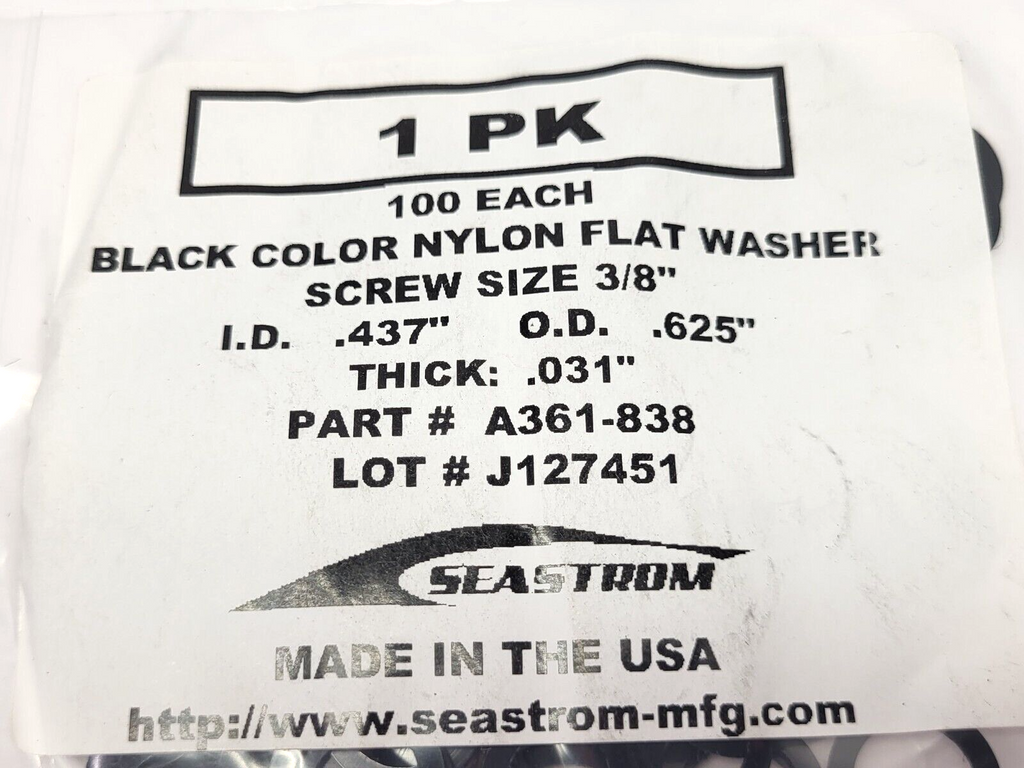 1 PK
100 EACH
BLACK COLOR NYLON FLAT WASHER
SCREW SIZE 3/8"
I.D. .437" O.D. .625"
THICK: .031"
PART # A361-838
LOT # J127451
SEASTROM
MADE IN THE USA
http://www.seastrom-mfg.com